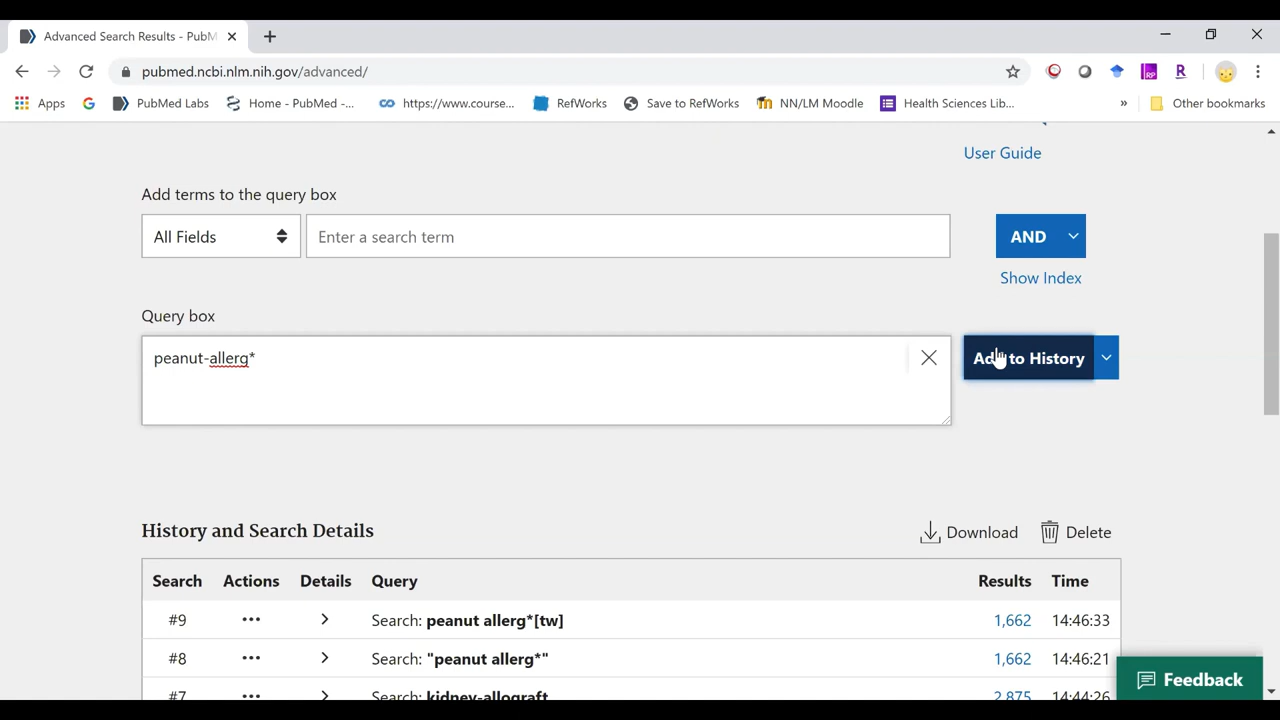 Advanced Search Results - PubM
pubmed.ncbi.nlm.nih.gov/advanced/
Apps PubMed Labs Home - PubMed -... https://www.course... RefWorks Save to RefWorks NN/LM Moodle Health Sciences Lib... » Other bookmarks
User Guide
Add terms to the query box
All Fields Enter a search term AND
Show Index
Query box
peanut-allerg* Add to History
History and Search Details Download Delete
Search Actions Details Query Results Time
#9 ... > Search: peanut allerg*[tw] 1,662 14:46:33
#8 ... > Search: "peanut allerg*" 1,662 14:46:21
#7 ... > Search: kidney-allograft 2,875 14:44:26
Feedback